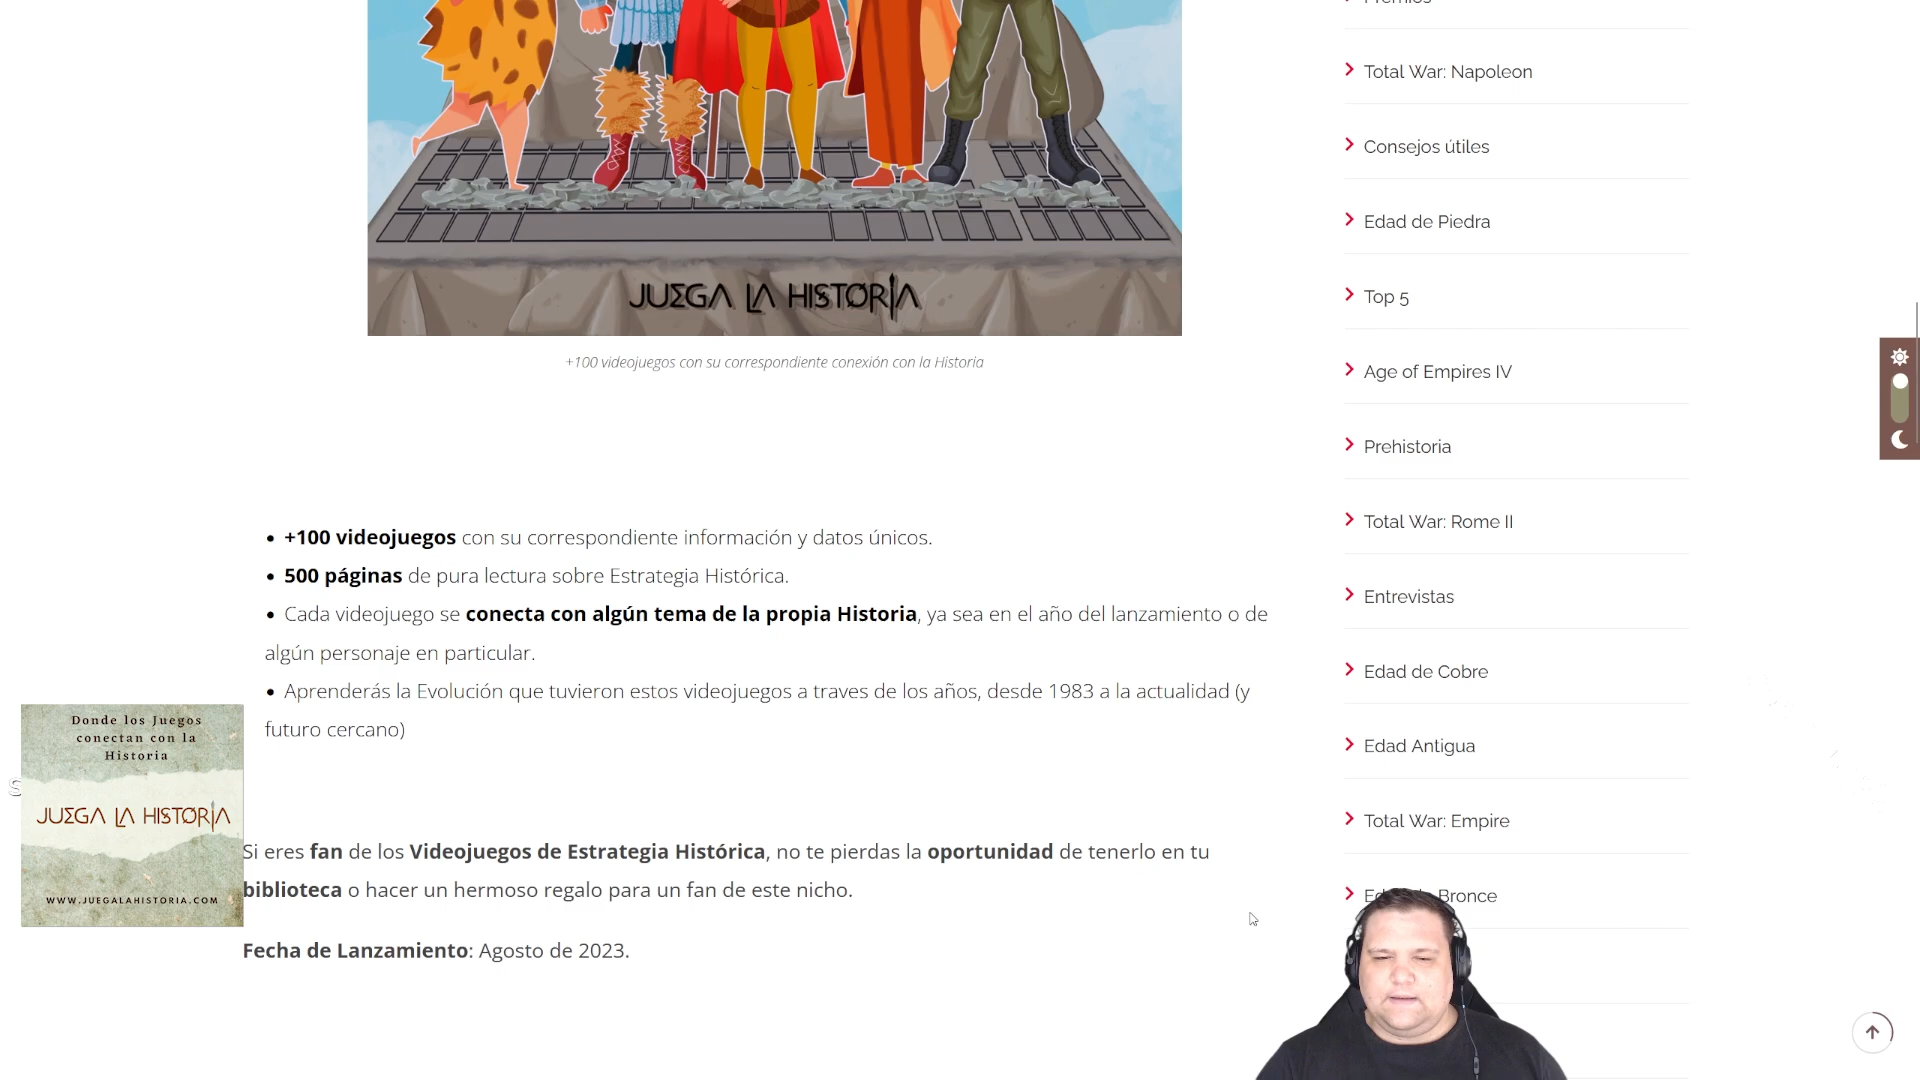 JUEGA LA HISTORIA
+100 videojuegos con su correspondiente conexión con la Historia
• +100 videojuegos con su correspondiente información y datos únicos.
• 500 páginas de pura lectura sobre Estrategia Histórica.
• Cada videojuego se conecta con algún tema de la propia Historia, ya sea en el año del lanzamiento o de
algún personaje en particular.
• Aprenderás la Evolución que tuvieron estos videojuegos a traves de los años, desde 1983 a la actualidad (y
futuro cercano)
Si eres fan de los Videojuegos de Estrategia Histórica, no te pierdas la oportunidad de tenerlo en tu
biblioteca o hacer un hermoso regalo para un fan de este nicho.
Fecha de Lanzamiento: Agosto de 2023.
Donde los Juegos
conectan con la
Historia
JUEGA LA HISTORIA
WWW.JUEGALAHISTORIA.COM
Premios
Total War: Napoleon
Consejos útiles
Edad de Piedra
Top 5
Age of Empires IV
Prehistoria
Total War: Rome II
Entrevistas
Edad de Cobre
Edad Antigua
Total War: Empire
Bronce